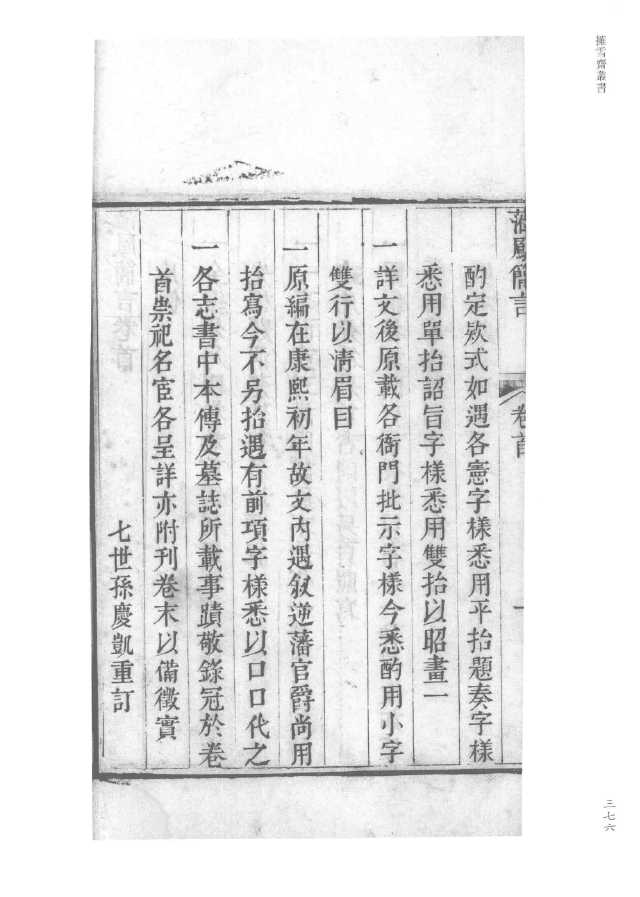 擁雪齋叢書
簡言 卷首 一
酌定欵式如遇各憲字樣悉用平抬題奏字樣
悉用單抬詔旨字樣悉用雙抬以昭畫一
一詳文後原載各衙門批示字樣今悉酌用小字
雙行以清眉目
一原編在康熙初年故文內遇叙逆藩官爵尚用
抬寫今不另抬遇有前項字樣悉以口口代之
一各志書中本傳及墓誌所載事蹟敬錄冠於卷
首崇祀名宦各呈詳亦附刊卷末以備徵實
七世孫慶凱重訂
三七六